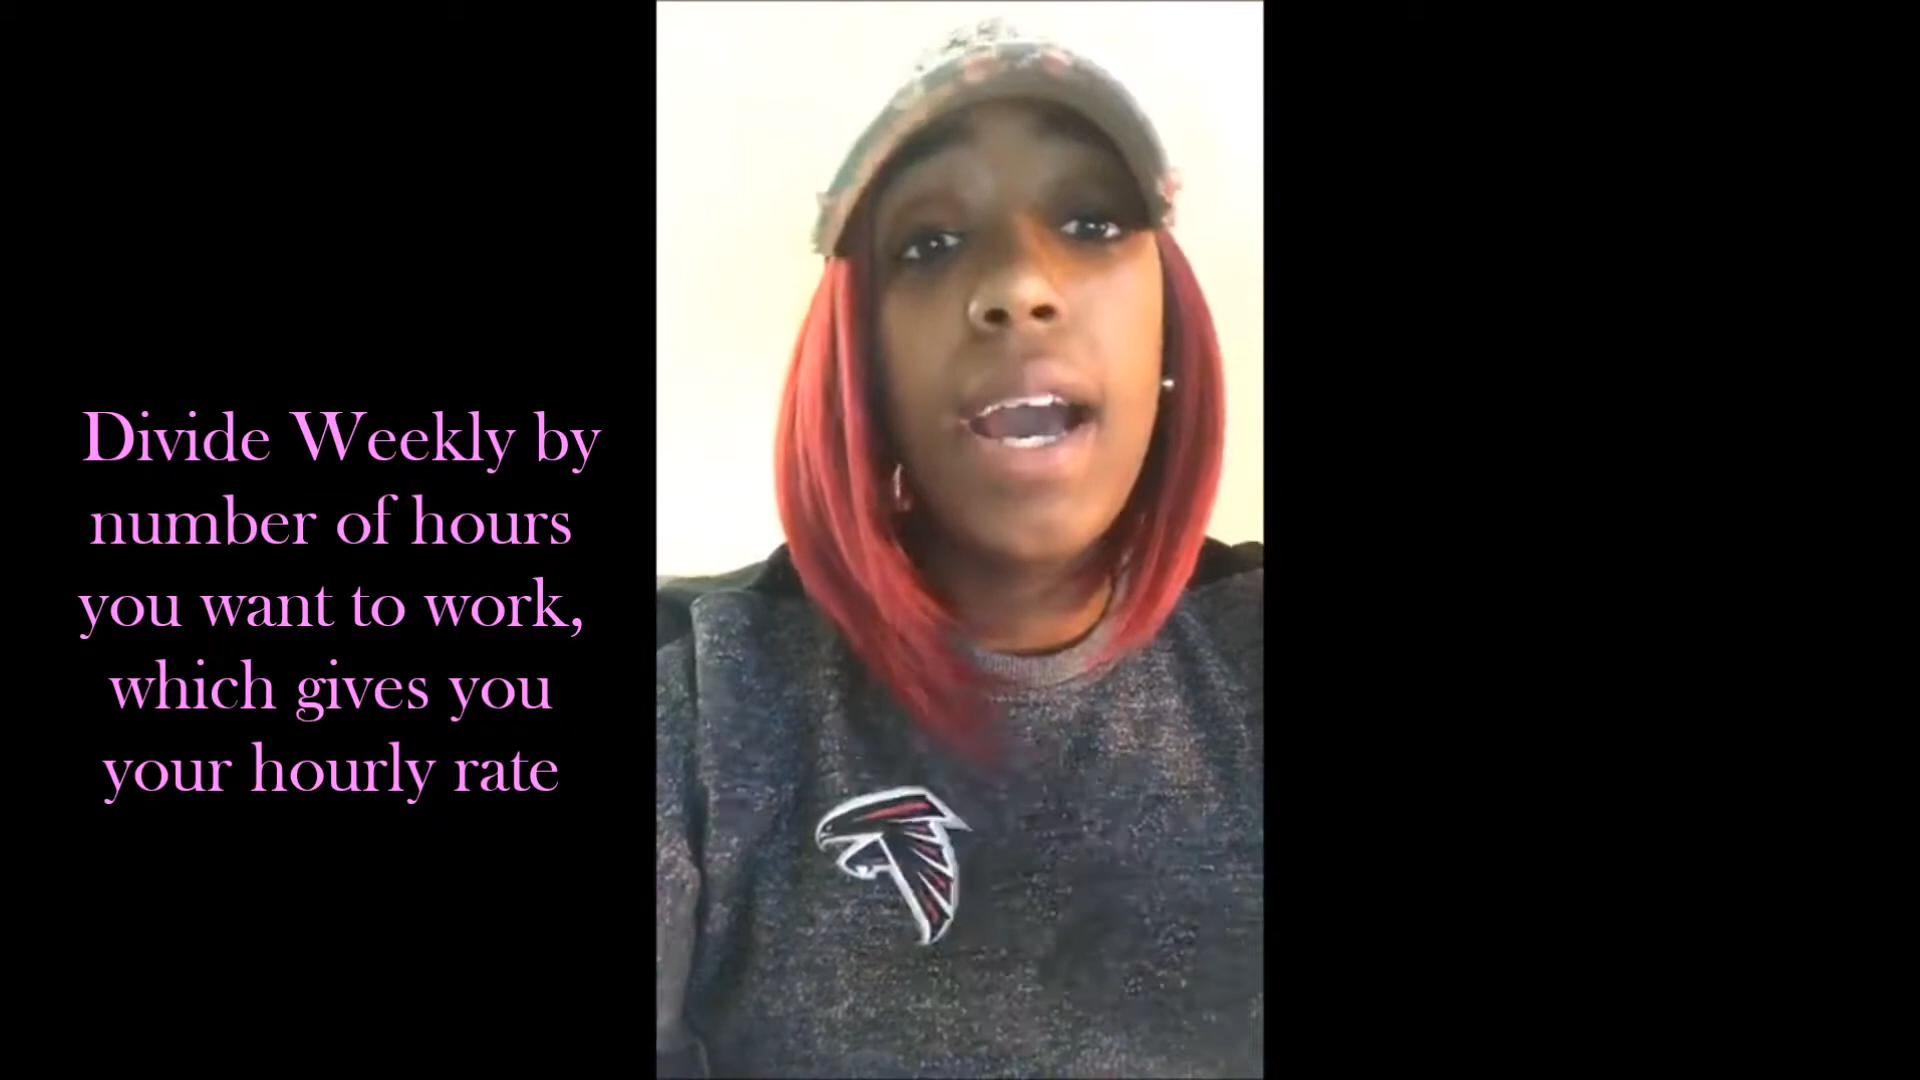 Divide Weekly by
number of hours
you want to work,
which gives you
your hourly rate